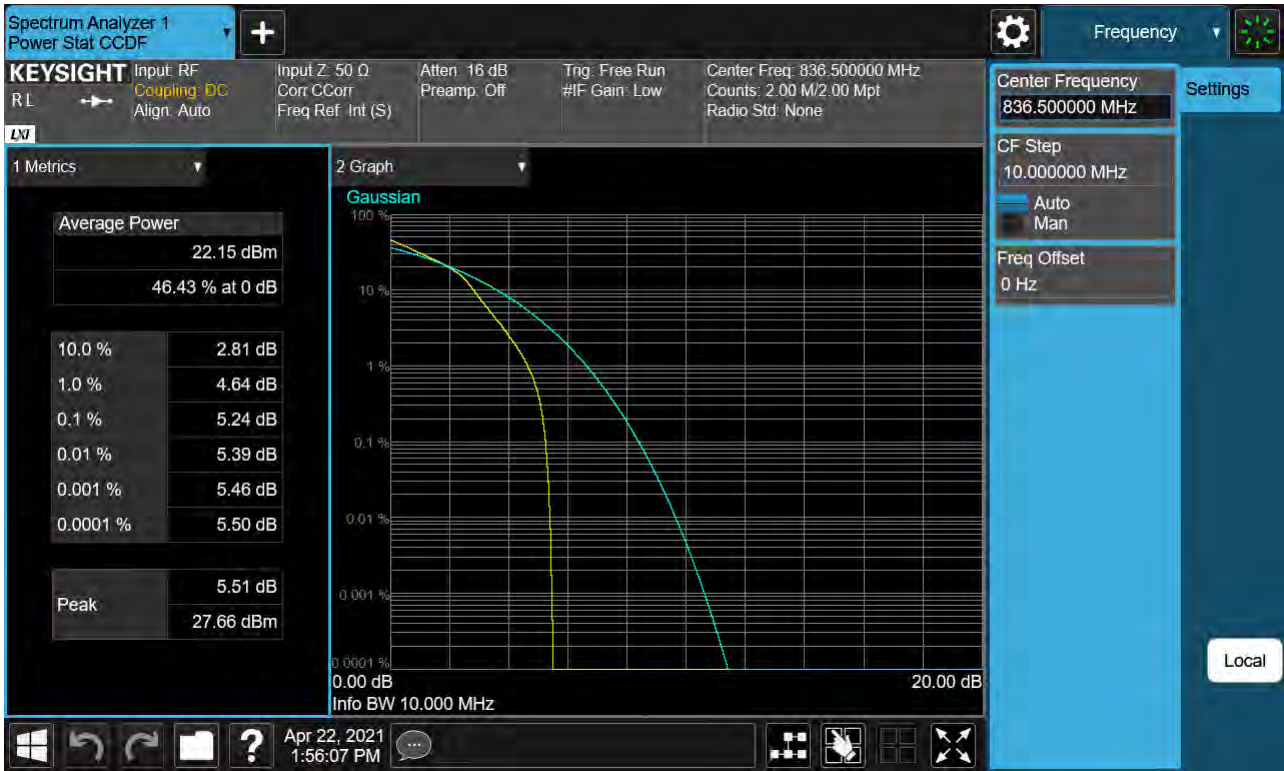 Spectrum Analyzer 1
Power Stat CCDF
Frequency
KEYSIGHT
R L
LXI
Input: RF
Coupling: DC
Align: Auto
Input Z: 50 Ω
Corr CCorr
Freq Ref: Int (S)
Atten: 16 dB
Preamp: Off
Trig: Free Run
#IF Gain: Low
Center Freq: 836.500000 MHz
Counts: 2.00 M/2.00 Mpt
Radio Std: None
Center Frequency
836.500000 MHz
Settings
CF Step
10.000000 MHz
Auto
Man
Freq Offset
0 Hz
1 Metrics
Average Power
22.15 dBm
46.43 % at 0 dB
10.0 % 2.81 dB
1.0 % 4.64 dB
0.1 % 5.24 dB
0.01 % 5.39 dB
0.001 % 5.46 dB
0.0001 % 5.50 dB
Peak 5.51 dB
27.66 dBm
2 Graph
Gaussian
100 %
10 %
1 %
0.1 %
0.01 %
0.001 %
0.0001 %
0.00 dB 20.00 dB
Info BW 10.000 MHz
Local
Apr 22, 2021
1:56:07 PM